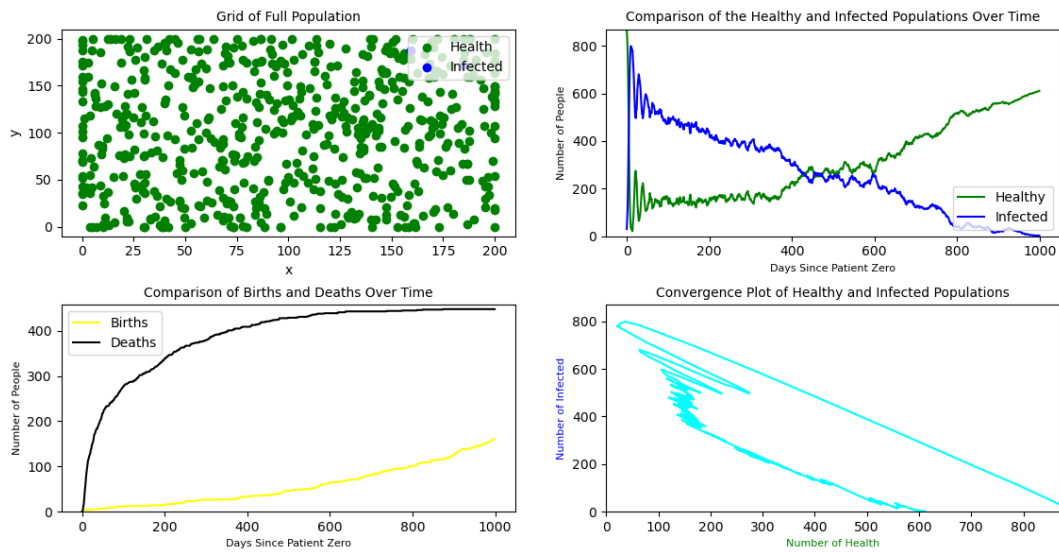 Grid of Full Population
200
150
100
50
0
y
Health
Infected
0
25
50
75
100
125
150
175
200
x
Comparison of the Healthy and Infected Populations Over Time
800
600
400
200
0
Number of People
Healthy
Infected
0
200
400
600
800
1000
Days Since Patient Zero
Comparison of Births and Deaths Over Time
400
300
200
100
0
Number of People
Births
Deaths
0
200
400
600
800
1000
Days Since Patient Zero
Convergence Plot of Healthy and Infected Populations
800
600
400
200
0
Number of Infected
0
100
200
300
400
500
600
700
800
Number of Health